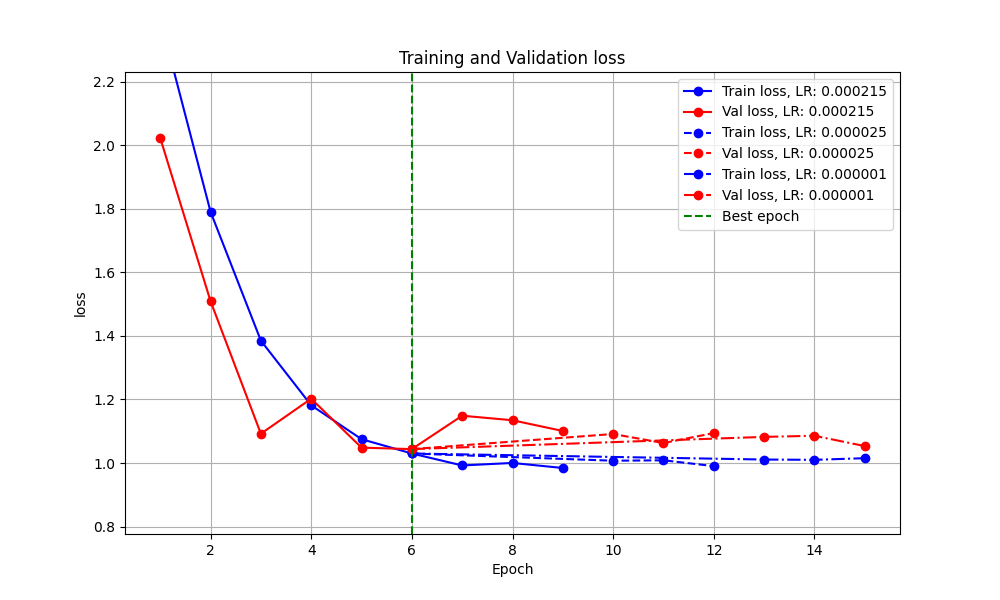 Training and Validation loss
Train loss, LR: 0.000215
Val loss, LR: 0.000215
Train loss, LR: 0.000025
Val loss, LR: 0.000025
Train loss, LR: 0.000001
Val loss, LR: 0.000001
Best epoch
loss
2.2
2.0
1.8
1.6
1.4
1.2
1.0
0.8
2 4 6 8 10 12 14
Epoch